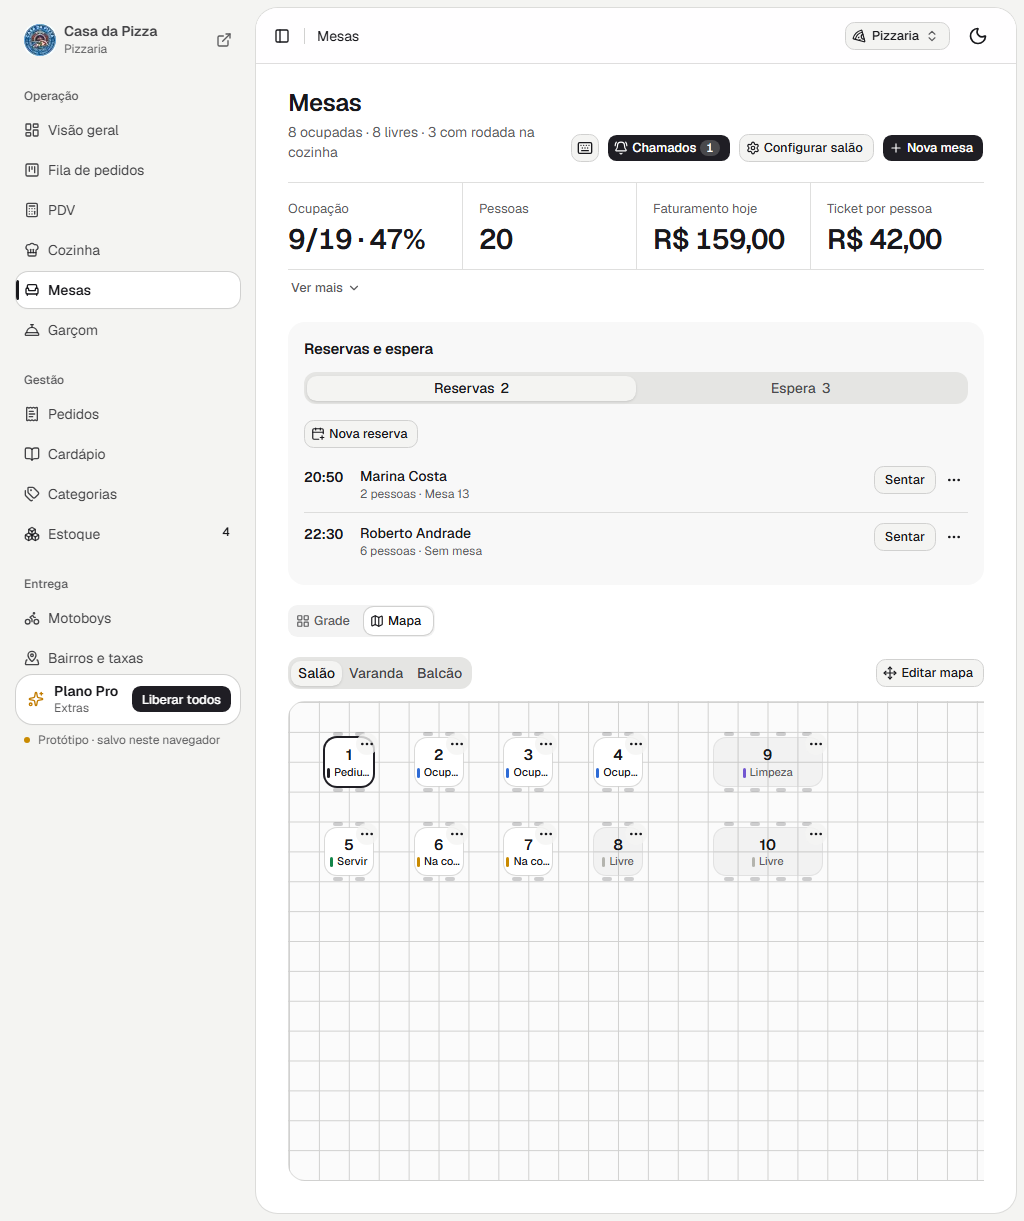 Casa da Pizza
Pizzaria
Operação
Visão geral
Fila de pedidos
PDV
Cozinha
Mesas
Garçom
Gestão
Pedidos
Cardápio
Categorias
Estoque 4
Entrega
Motoboys
Bairros e taxas
Plano Pro
Extras
Liberar todos
Protótipo · salvo neste navegador
Mesas
Pizzaria
Mesas
8 ocupadas · 8 livres · 3 com rodada na
cozinha
Chamados 1
Configurar salão
Nova mesa
Ocupação
9/19 · 47%
Pessoas
20
Faturamento hoje
R$ 159,00
Ticket por pessoa
R$ 42,00
Ver mais
Reservas e espera
Reservas 2
Espera 3
Nova reserva
20:50 Marina Costa
2 pessoas · Mesa 13
Sentar
22:30 Roberto Andrade
6 pessoas · Sem mesa
Sentar
Grade
Mapa
Salão Varanda Balcão
Editar mapa
1
Pediu...
2
Ocup...
3
Ocup...
4
Ocup...
9
Limpeza
5
Servir
6
Na co...
7
Na co...
8
Livre
10
Livre